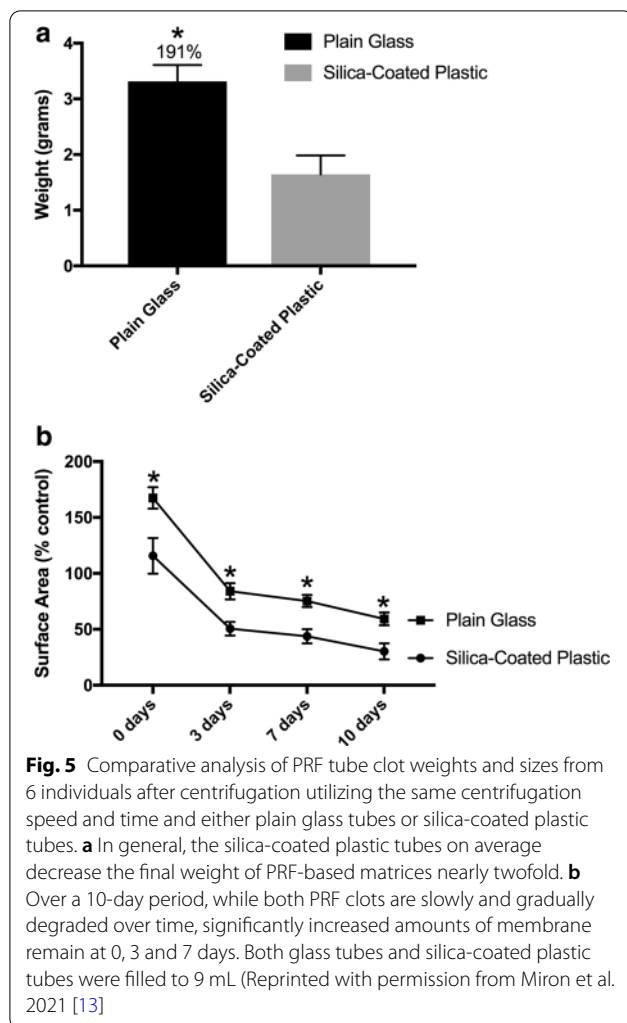 a
*
191%
Plain Glass
Silica-Coated Plastic
4
3
2
1
0
Weight (grams)
Plain Glass
Silica-Coated Plastic
b
200
150
100
50
0
Surface Area (% control)
*
*
*
*
Plain Glass
Silica-Coated Plastic
0 days
3 days
7 days
10 days
Fig. 5 Comparative analysis of PRF tube clot weights and sizes from
6 individuals after centrifugation utilizing the same centrifugation
speed and time and either plain glass tubes or silica-coated plastic
tubes. a In general, the silica-coated plastic tubes on average
decrease the final weight of PRF-based matrices nearly twofold. b
Over a 10-day period, while both PRF clots are slowly and gradually
degraded over time, significantly increased amounts of membrane
remain at 0, 3 and 7 days. Both glass tubes and silica-coated plastic
tubes were filled to 9 mL (Reprinted with permission from Miron et al.
2021 [13]